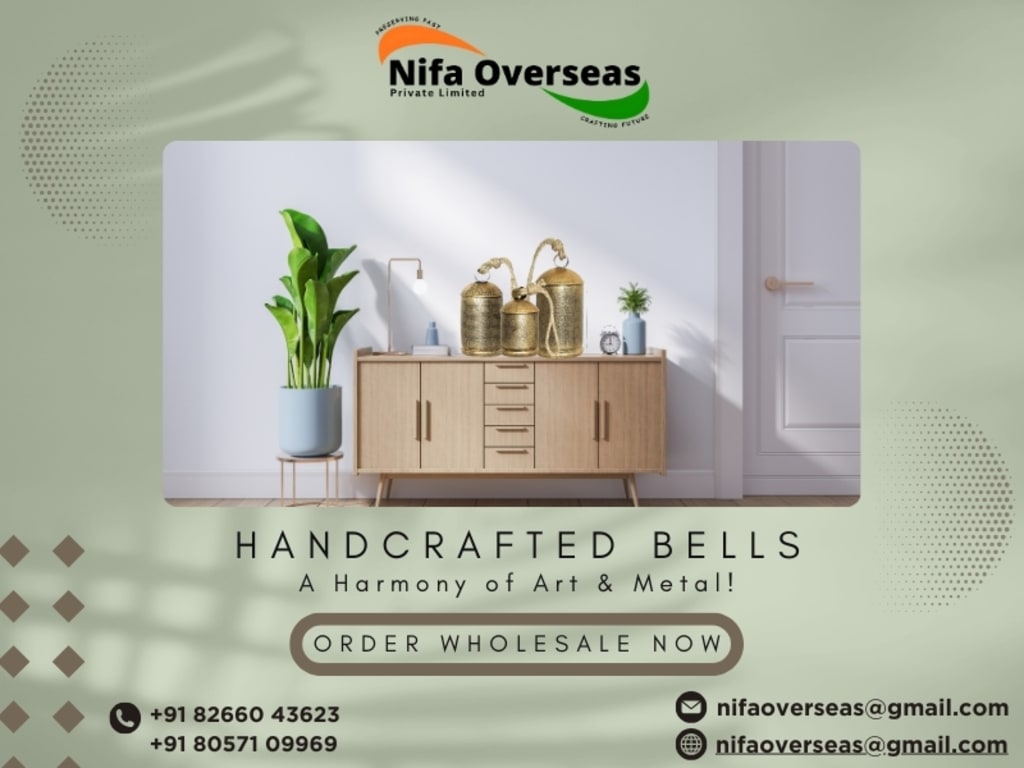 PRESERVING PAST
Nifa Overseas
Private Limited
CRAFTING FUTURE
HANDCRAFTED BELLS
A Harmony of Art & Metal!
ORDER WHOLESALE NOW
+91 82660 43623
+91 80571 09969
nifaoverseas@gmail.com
nifaoverseas@gmail.com